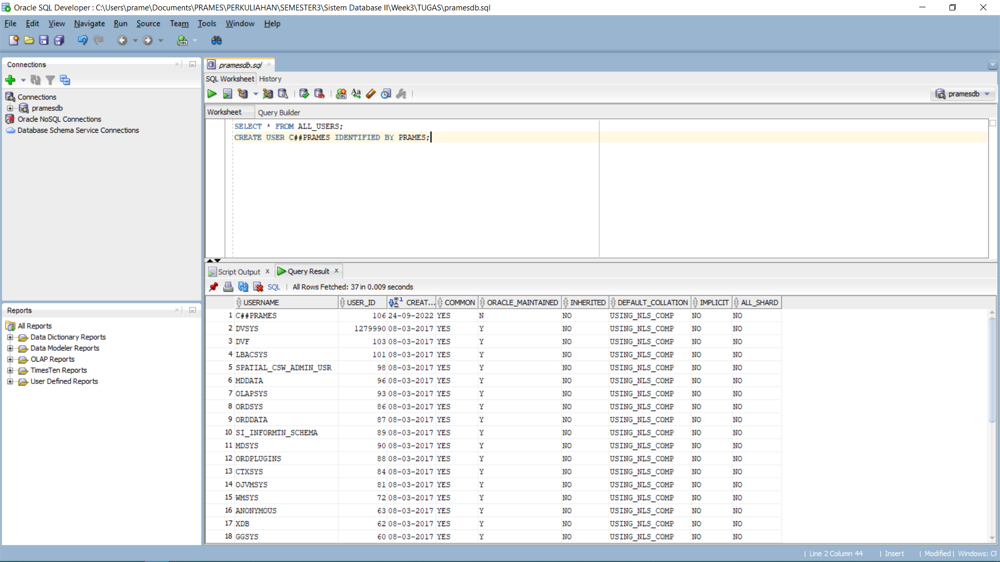 Oracle SQL Developer : C:\Users\prame\Documents\PRAMES\PERKULIAHAN\SEMESTER3\Sistem Database II\Week3\TUGAS\pramesdb.sql
File Edit View Navigate Run Source Team Tools Window Help
Connections
Connections
pramesdb
Oracle NoSQL Connections
Database Schema Service Connections
Reports
All Reports
Data Dictionary Reports
Data Modeler Reports
OLAP Reports
TimesTen Reports
User Defined Reports
pramesdb.sql
SQL Worksheet History
pramesdb
Worksheet Query Builder
SELECT * FROM ALL_USERS;
CREATE USER C##PRAMES IDENTIFIED BY PRAMES;
Script Output Query Result
SQL All Rows Fetched: 37 in 0.009 seconds
USERNAME USER_ID 1 CREAT... COMMON ORACLE_MAINTAINED INHERITED DEFAULT_COLLATION IMPLICIT ALL_SHARD
1 C##PRAMES 106 24-09-2022 YES N NO USING_NLS_COMP NO NO
2 DVSYS 1279990 08-03-2017 YES Y NO USING_NLS_COMP NO NO
3 DVF 103 08-03-2017 YES Y NO USING_NLS_COMP NO NO
4 LBACSYS 101 08-03-2017 YES Y NO USING_NLS_COMP NO NO
5 SPATIAL_CSW_ADMIN_USR 98 08-03-2017 YES Y NO USING_NLS_COMP NO NO
6 MDDATA 96 08-03-2017 YES Y NO USING_NLS_COMP NO NO
7 OLAPSYS 93 08-03-2017 YES Y NO USING_NLS_COMP NO NO
8 ORDSYS 86 08-03-2017 YES Y NO USING_NLS_COMP NO NO
9 ORDDATA 87 08-03-2017 YES Y NO USING_NLS_COMP NO NO
10 SI_INFORMTN_SCHEMA 89 08-03-2017 YES Y NO USING_NLS_COMP NO NO
11 MDSYS 90 08-03-2017 YES Y NO USING_NLS_COMP NO NO
12 ORDPLUGINS 88 08-03-2017 YES Y NO USING_NLS_COMP NO NO
13 CTXSYS 84 08-03-2017 YES Y NO USING_NLS_COMP NO NO
14 OJVMSYS 81 08-03-2017 YES Y NO USING_NLS_COMP NO NO
15 WMSYS 72 08-03-2017 YES Y NO USING_NLS_COMP NO NO
16 ANONYMOUS 63 08-03-2017 YES Y NO USING_NLS_COMP NO NO
17 XDB 62 08-03-2017 YES Y NO USING_NLS_COMP NO NO
18 GGSYS 60 08-03-2017 YES Y NO USING_NLS_COMP NO NO
| Line 2 Column 44 | Insert | Modified | Windows: CF